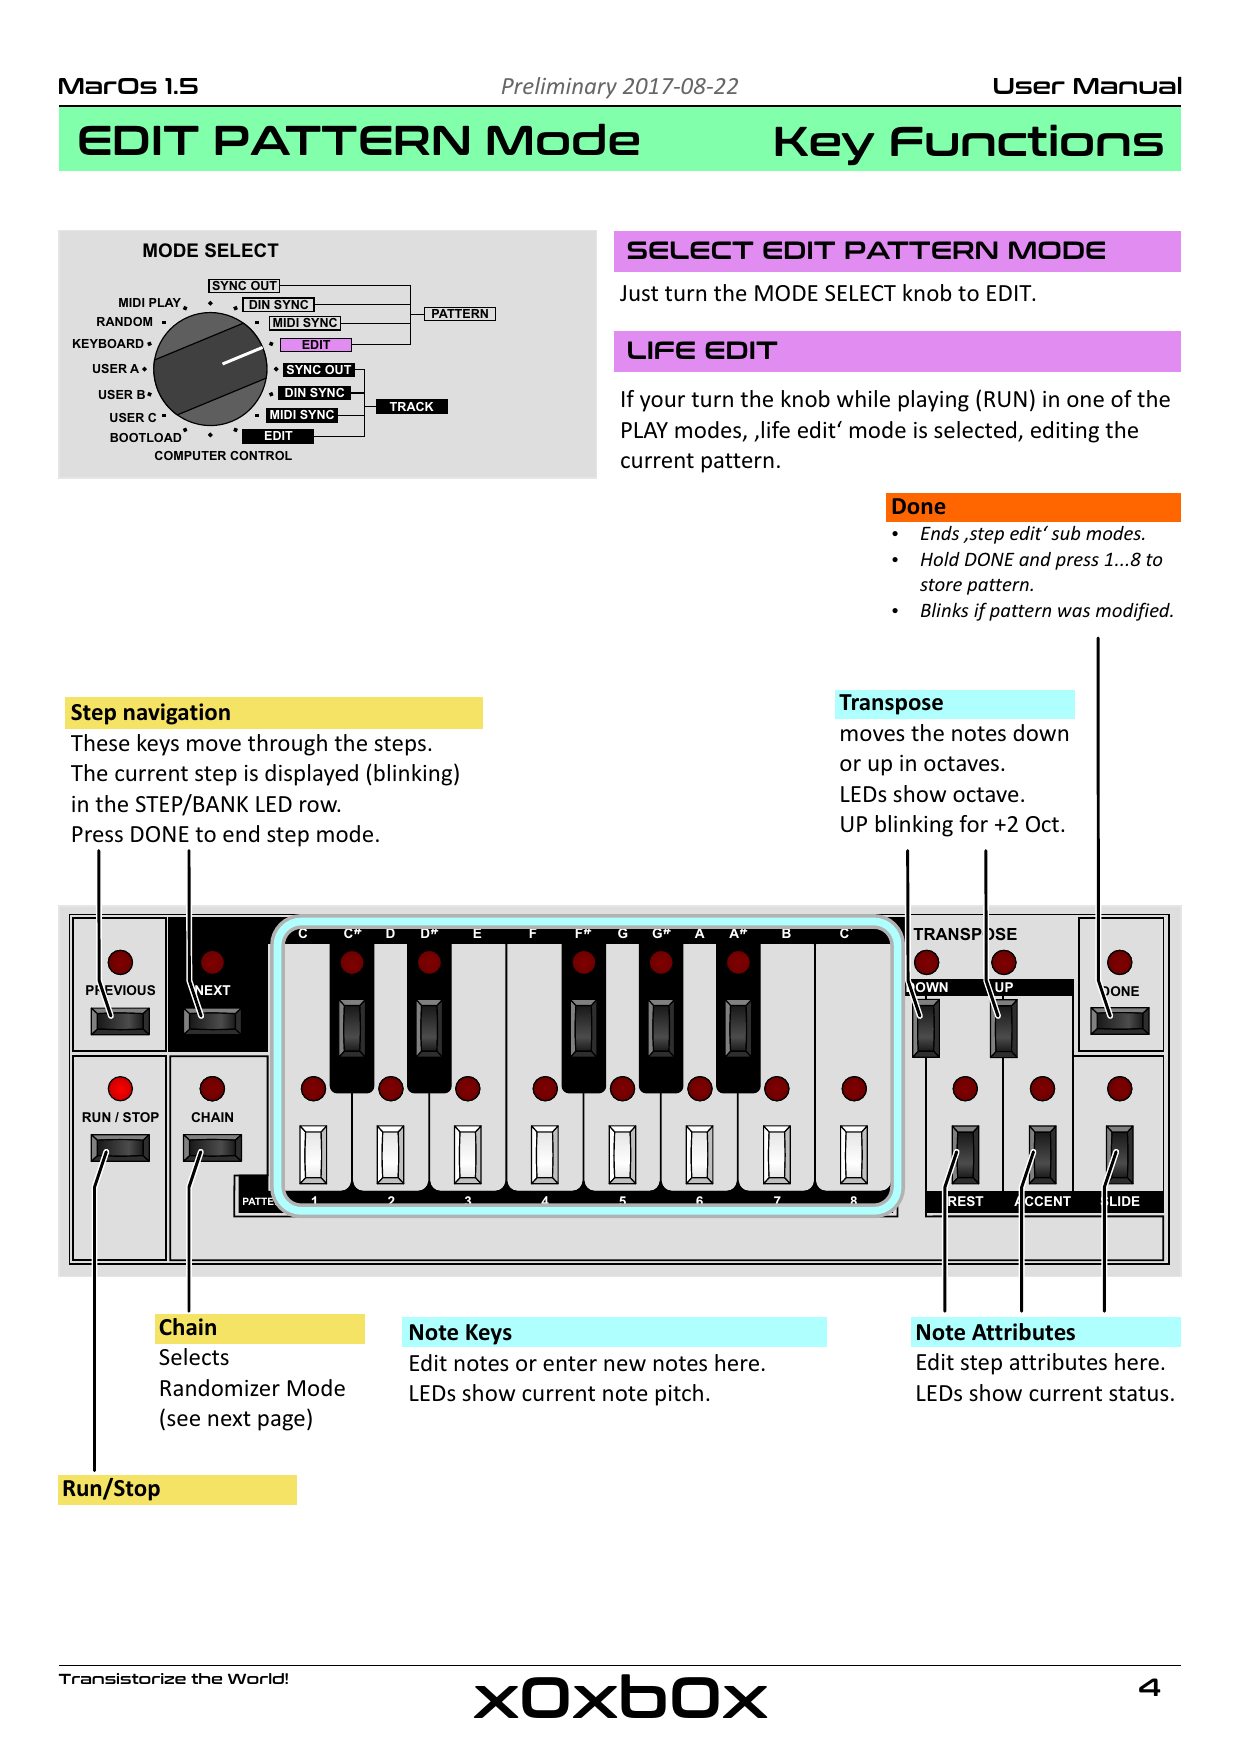 MarOs 1.5
Preliminary 2017-08-22
User Manual
EDIT PATTERN Mode
Key Functions
MODE SELECT
SYNC OUT
MIDI PLAY
DIN SYNC
PATTERN
RANDOM
MIDI SYNC
KEYBOARD
EDIT
USER A
SYNC OUT
USER B
DIN SYNC
TRACK
USER C
MIDI SYNC
BOOTLOAD
EDIT
COMPUTER CONTROL
SELECT EDIT PATTERN MODE
Just turn the MODE SELECT knob to EDIT.
LIFE EDIT
If your turn the knob while playing (RUN) in one of the
PLAY modes, ‚life edit‘ mode is selected, editing the
current pattern.
Done
• Ends ‚step edit‘ sub modes.
• Hold DONE and press 1...8 to
store pattern.
• Blinks if pattern was modified.
Step navigation
These keys move through the steps.
The current step is displayed (blinking)
in the STEP/BANK LED row.
Press DONE to end step mode.
Transpose
moves the notes down
or up in octaves.
LEDs show octave.
UP blinking for +2 Oct.
C C# D D# E F F# G G# A A# B C'
TRANSPOSE
PREVIOUS
NEXT
DOWN
UP
DONE
RUN / STOP
CHAIN
PATTE
1 2 3 4 5 6 7 8
REST
ACCENT
SLIDE
Chain
Selects
Randomizer Mode
(see next page)
Note Keys
Edit notes or enter new notes here.
LEDs show current note pitch.
Note Attributes
Edit step attributes here.
LEDs show current status.
Run/Stop
Transistorize the World!
x0xb0x
4